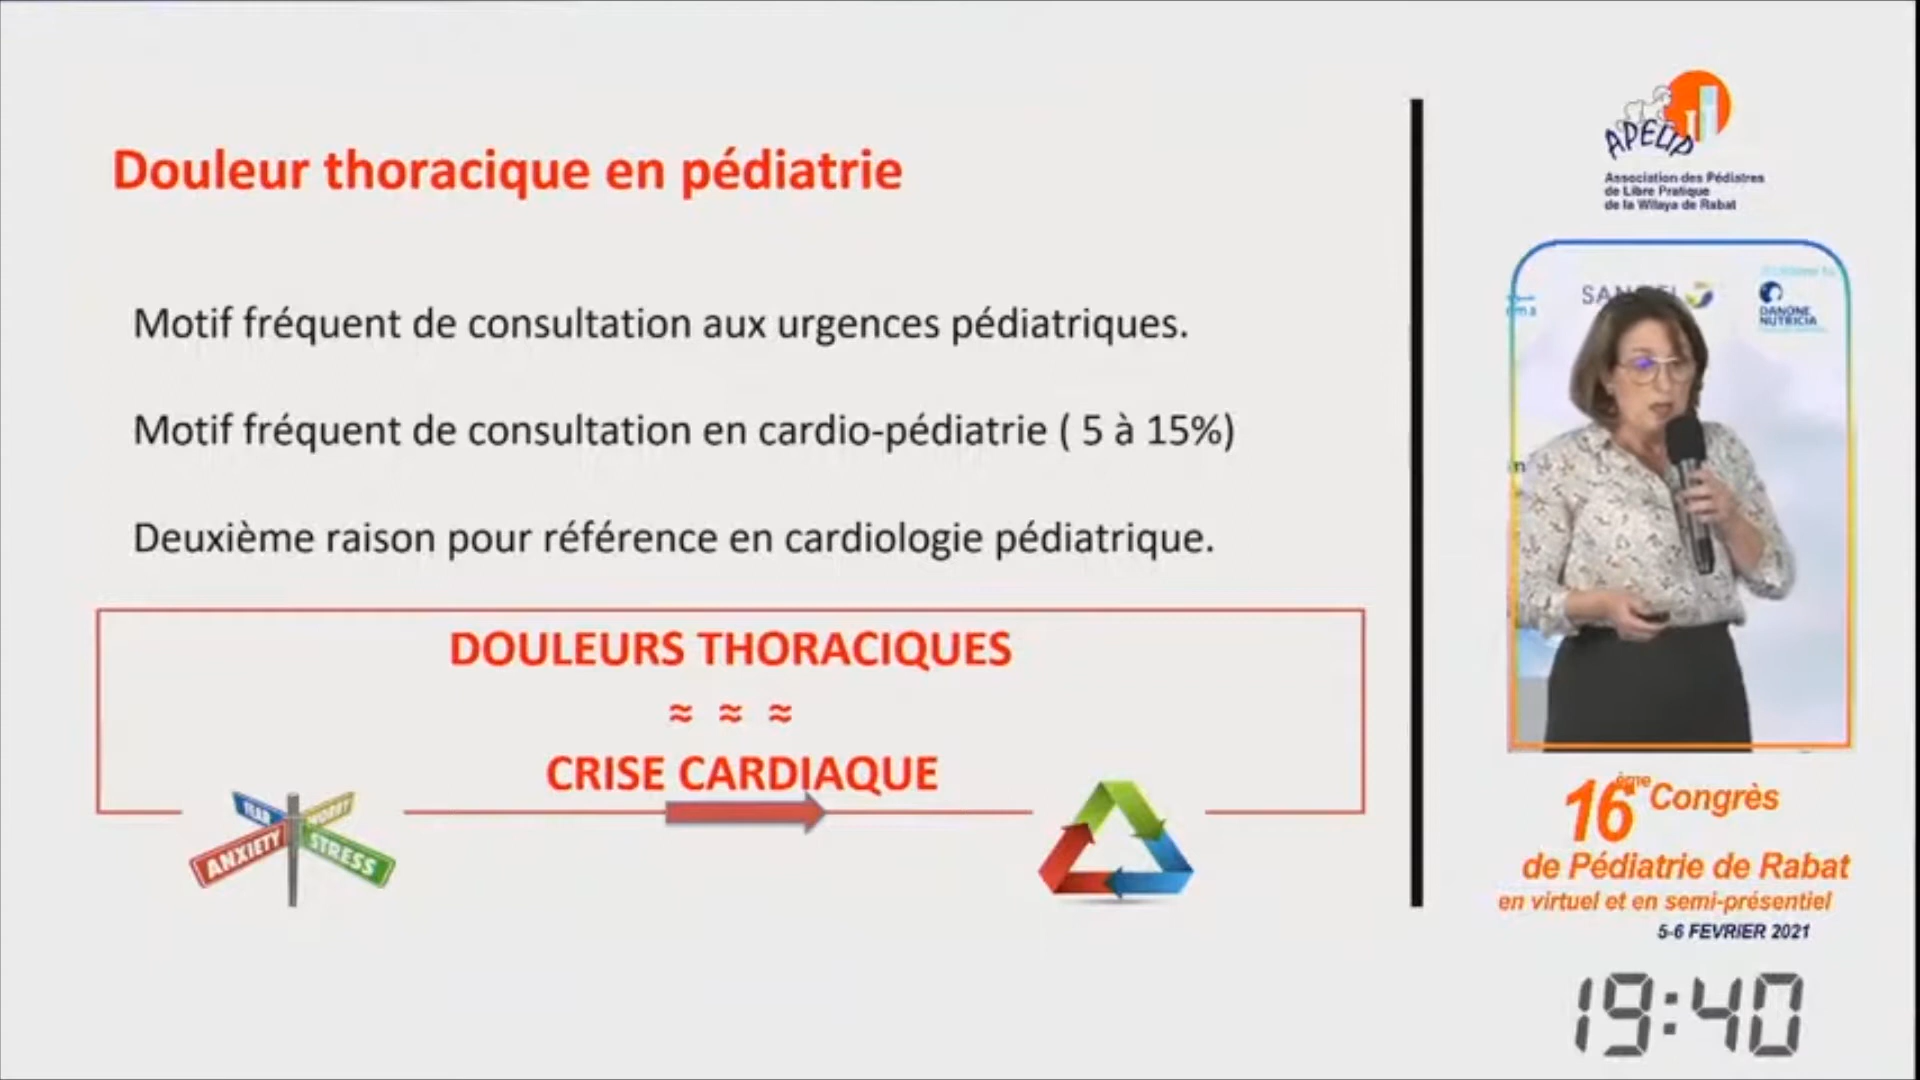 Douleur thoracique en pédiatrie
Motif fréquent de consultation aux urgences pédiatriques.
Motif fréquent de consultation en cardio-pédiatrie ( 5 à 15%)
Deuxième raison pour référence en cardiologie pédiatrique.
DOULEURS THORACIQUES
≈ ≈ ≈
CRISE CARDIAQUE
FEAR
WORRY
ANXIETY
STRESS
APELIP
Association des Pédiatres
de Libre Pratique
de la Wilaya de Rabat
DANONE
NUTRICIA
16ème Congrès
de Pédiatrie de Rabat
en virtuel et en semi-présentiel
5-6 FEVRIER 2021
19:40